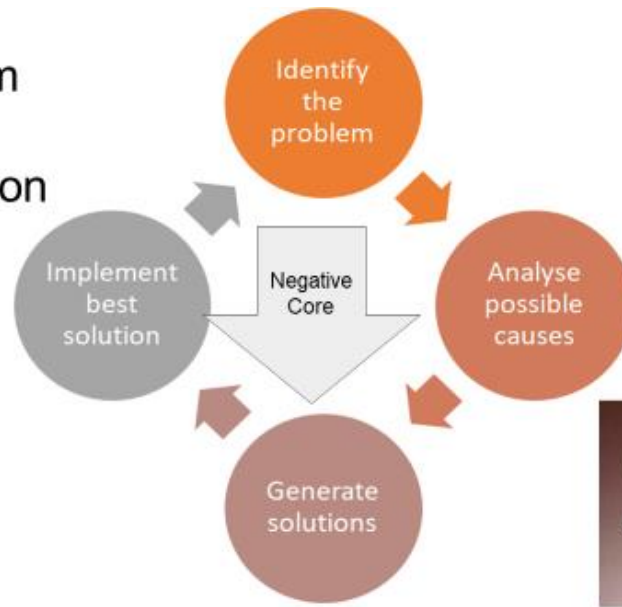 Identify
the
problem
Analyse
possible
causes
Generate
solutions
Implement
best
solution
Negative
Core